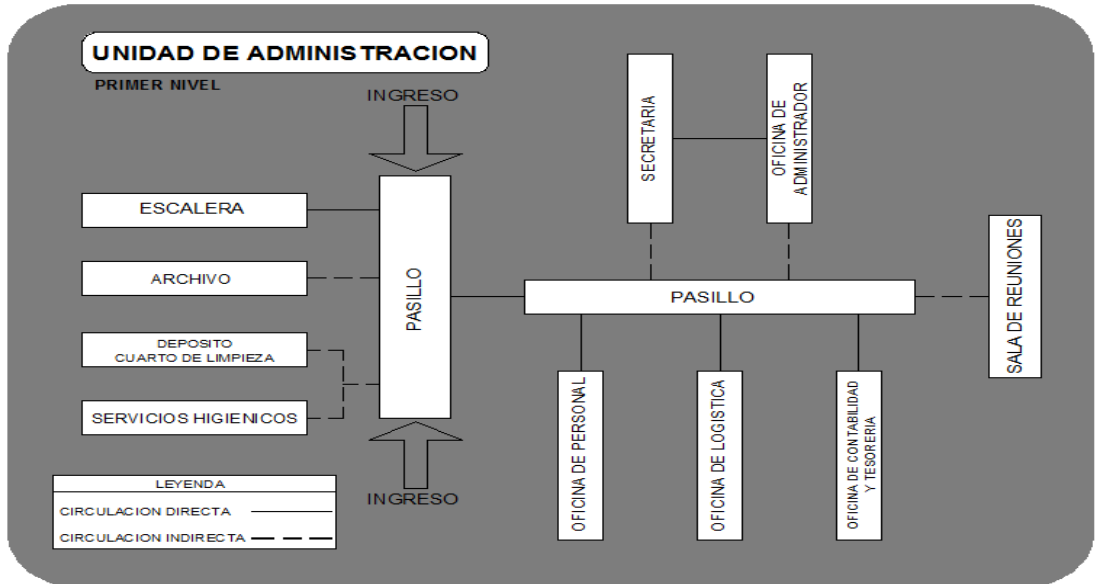 UNIDAD DE ADMINISTRACION
PRIMER NIVEL
INGRESO
ESCALERA
ARCHIVO
DEPOSITO
CUARTO DE LIMPIEZA
SERVICIOS HIGIENICOS
PASILLO
INGRESO
SECRETARIA
OFICINA DE
ADMINISTRADOR
PASILLO
SALA DE REUNIONES
OFICINA DE PERSONAL
OFICINA DE LOGISTICA
OFICINA DE CONTABILIDAD
Y TESORERIA
LEYENDA
CIRCULACION DIRECTA
CIRCULACION INDIRECTA